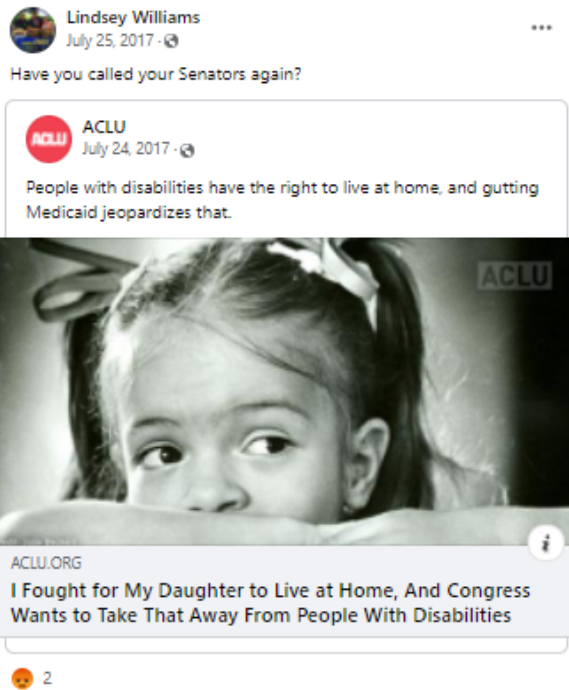 Lindsey Williams
July 25, 2017 ·
Have you called your Senators again?
ACLU
ACLU
July 24, 2017 ·
People with disabilities have the right to live at home, and gutting
Medicaid jeopardizes that.
ACLU
i
ACLU.ORG
I Fought for My Daughter to Live at Home, And Congress
Wants to Take That Away From People With Disabilities
2